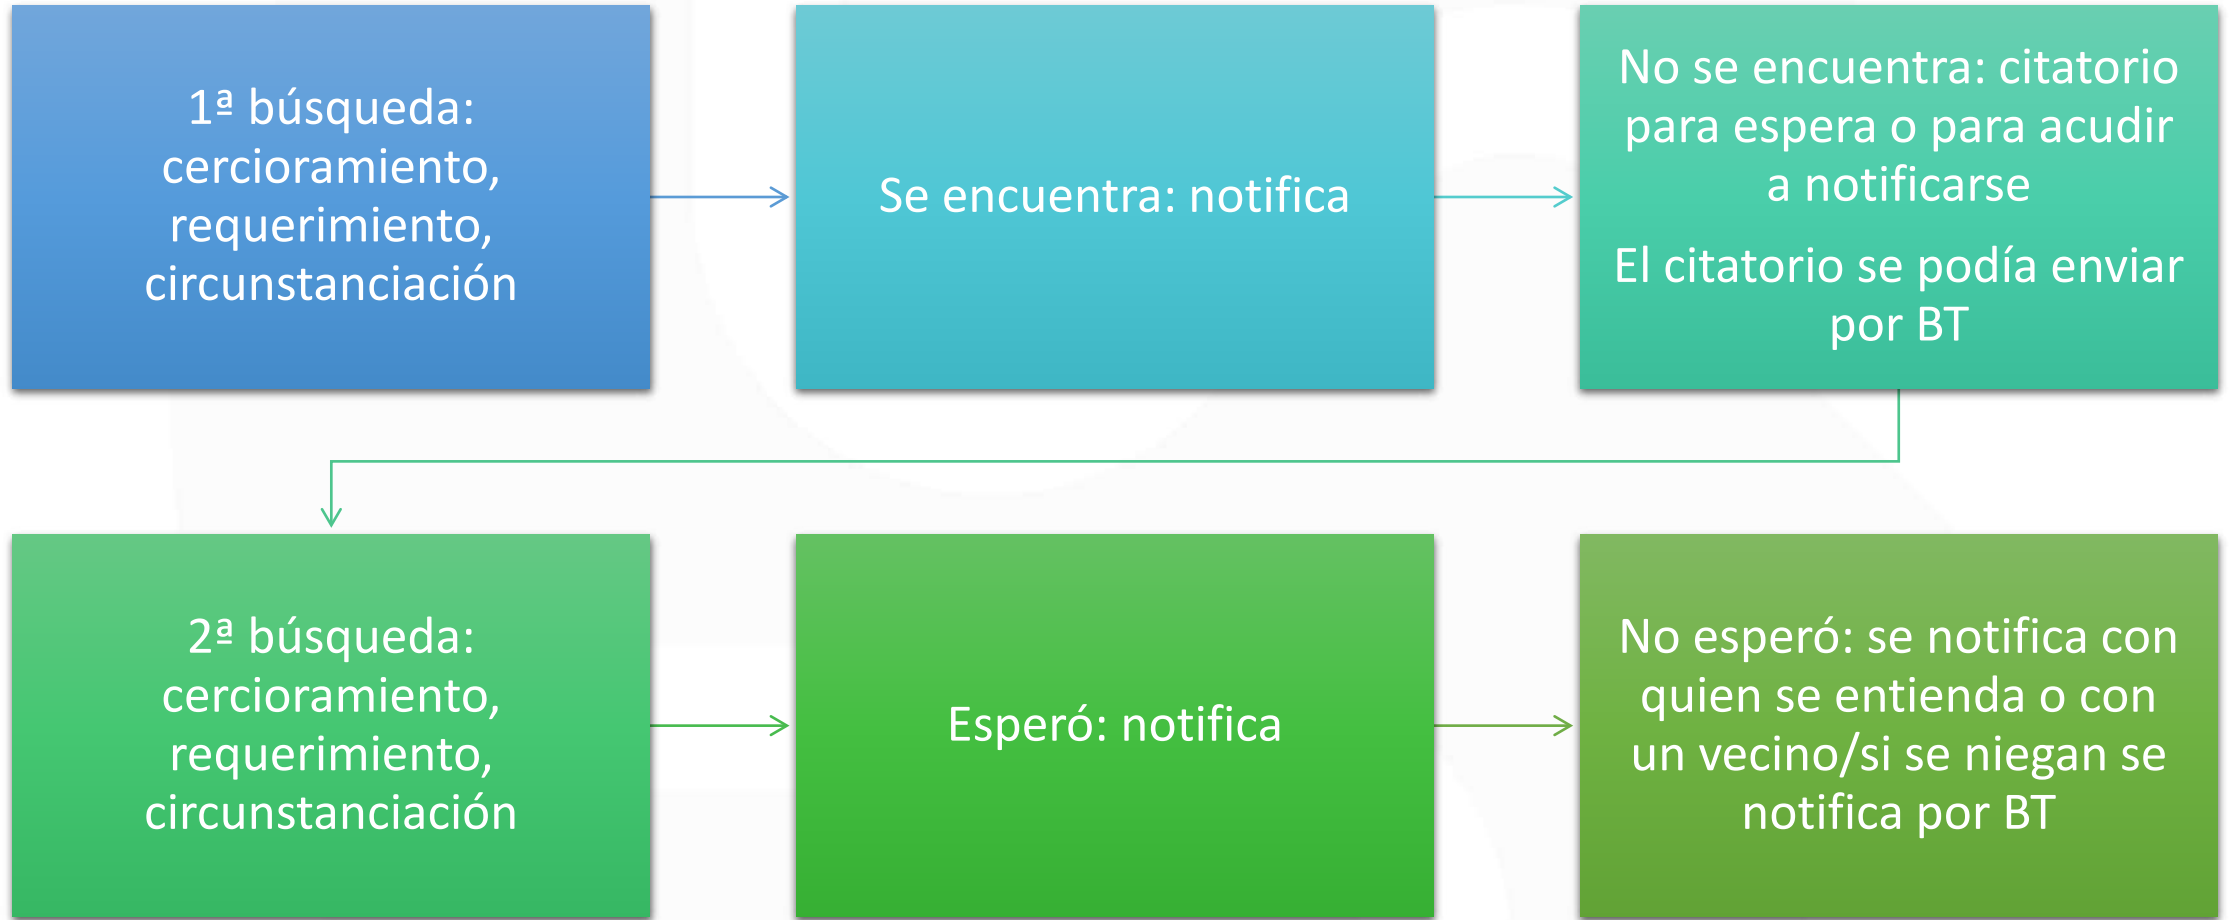 1ª búsqueda:
cercioramiento,
requerimiento,
circunstanciación
Se encuentra: notifica
No se encuentra: citatorio
para espera o para acudir
a notificarse
El citatorio se podía enviar
por BT
2ª búsqueda:
cercioramiento,
requerimiento,
circunstanciación
Esperó: notifica
No esperó: se notifica con
quien se entienda o con
un vecino/si se niegan se
notifica por BT